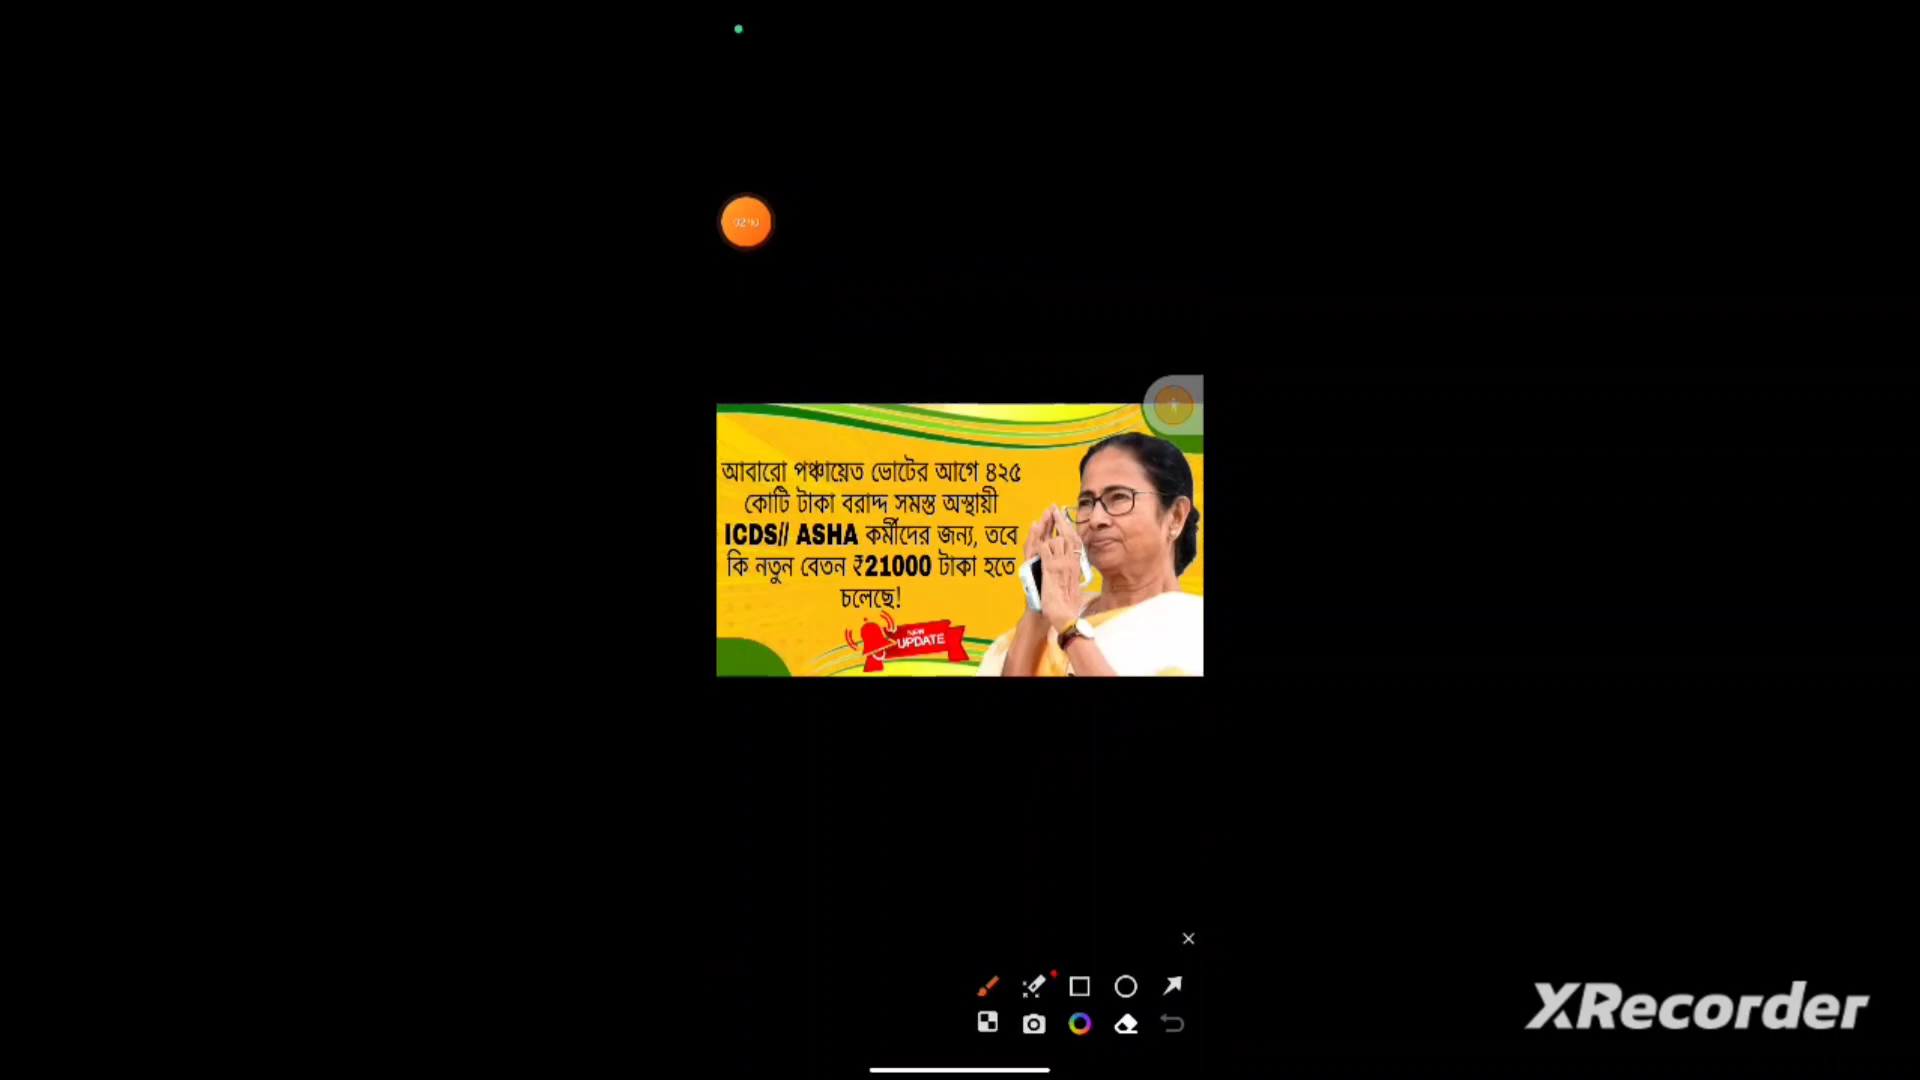 আবারো পঞ্চায়েত ভোটের আগে ৪২৫
কোটি টাকা বরাদ্দ সমস্ত অস্থায়ী
ICDS// ASHA কর্মীদের জন্য, তবে
কি নতুন বেতন ₹21000 টাকা হতে
চলেছে!
NEW
UPDATE
XRecorder